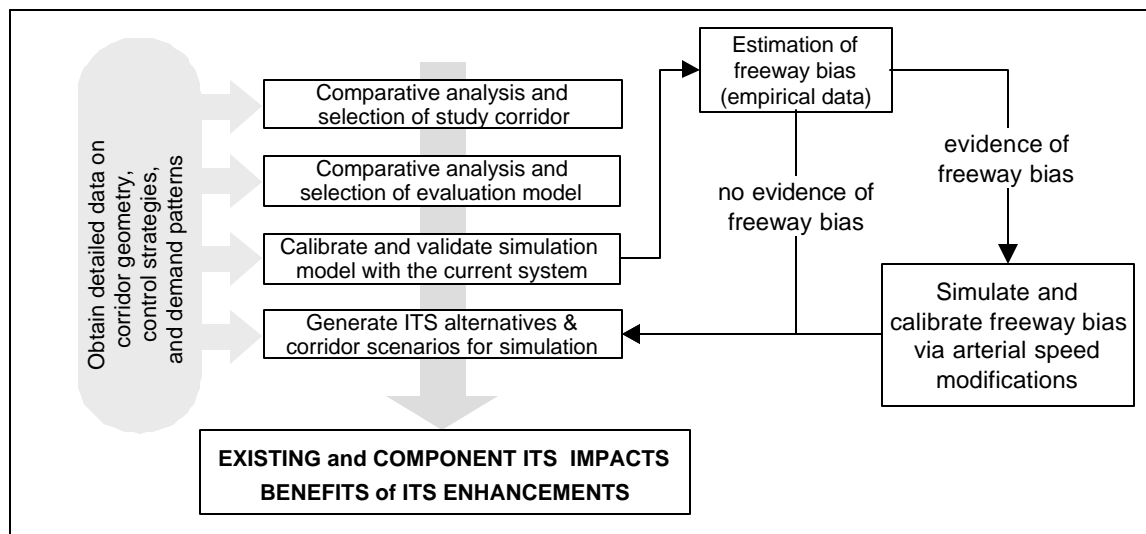 Obtain detailed data on
corridor geometry,
control strategies,
and demand patterns
Comparative analysis and
selection of study corridor
Comparative analysis and
selection of evaluation model
Calibrate and validate simulation
model with the current system
Generate ITS alternatives &
corridor scenarios for simulation
EXISTING and COMPONENT ITS IMPACTS
BENEFITS of ITS ENHANCEMENTS
Estimation of
freeway bias
(empirical data)
no evidence of
freeway bias
evidence of
freeway bias
Simulate and
calibrate freeway bias
via arterial speed
modifications